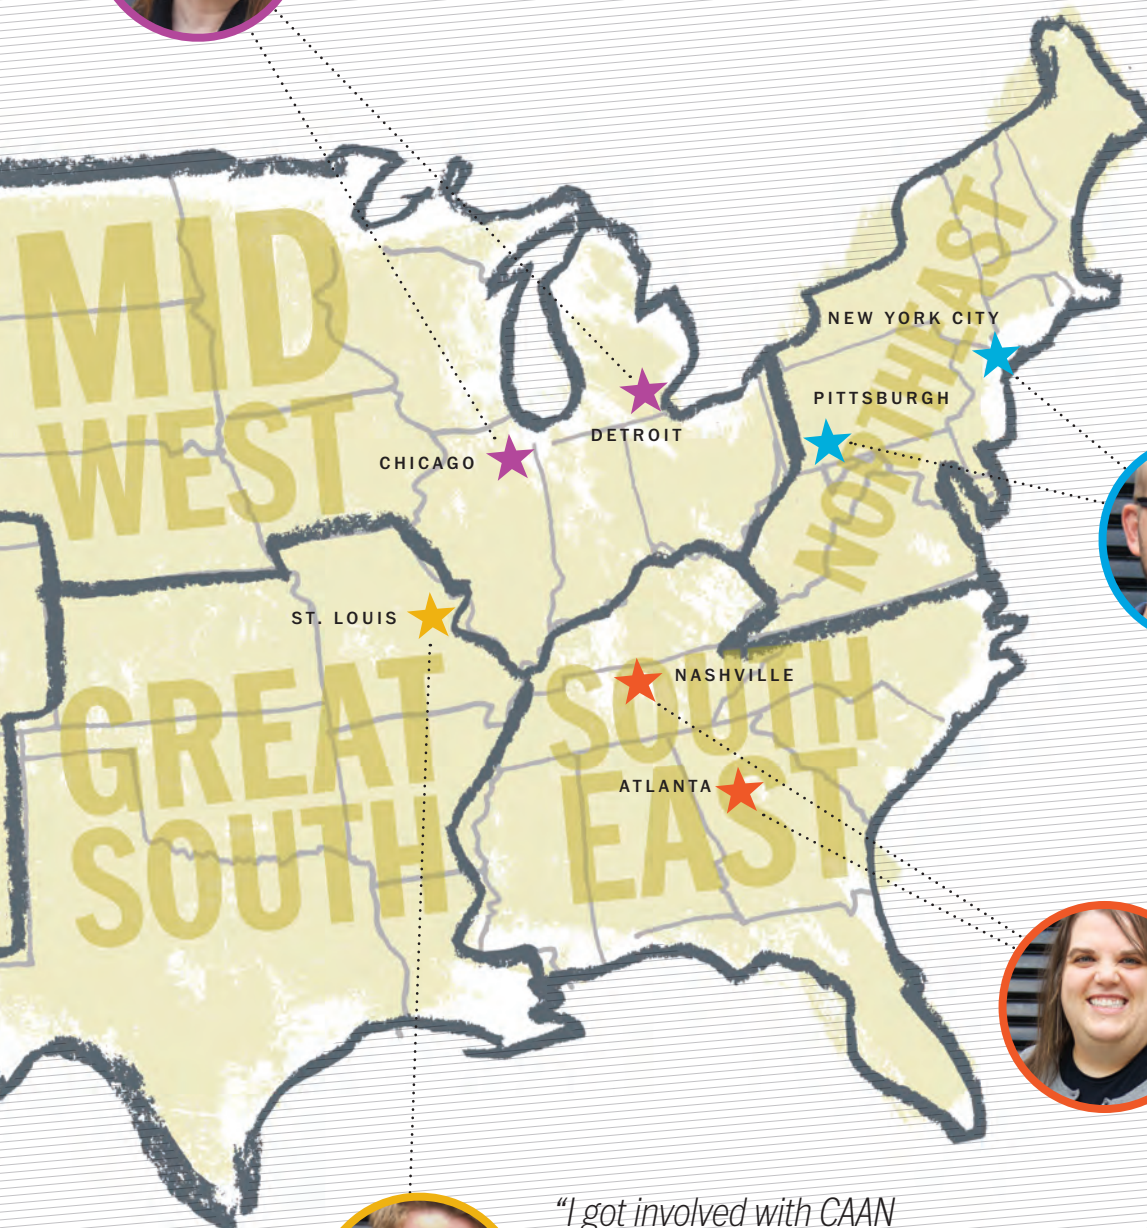 MID
WEST
NORTHEAST
NEW YORK CITY
PITTSBURGH
DETROIT
CHICAGO
ST. LOUIS
NASHVILLE
GREAT
SOUTH
SOUTH
EAST
ATLANTA
“I got involved with CAAN